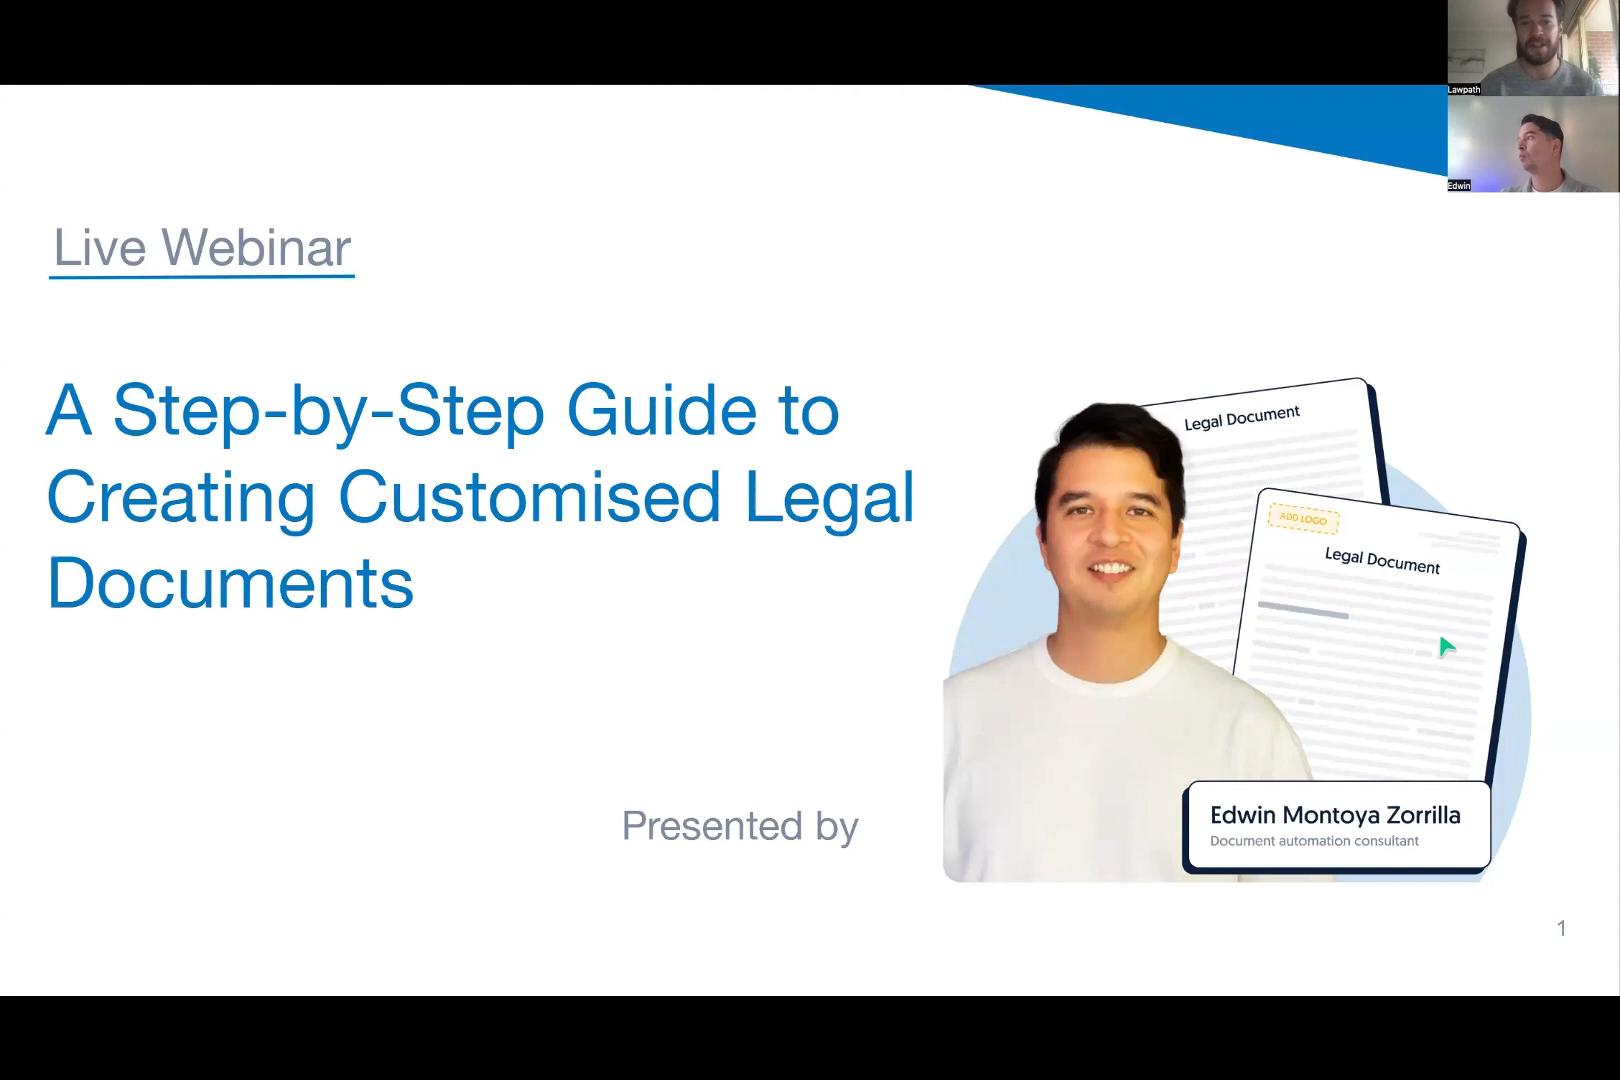 Lawpath
Edwin
Live Webinar
A Step-by-Step Guide to
Creating Customised Legal
Documents
Legal Document
ADD LOGO
Legal Document
Presented by
Edwin Montoya Zorrilla
Document automation consultant
1